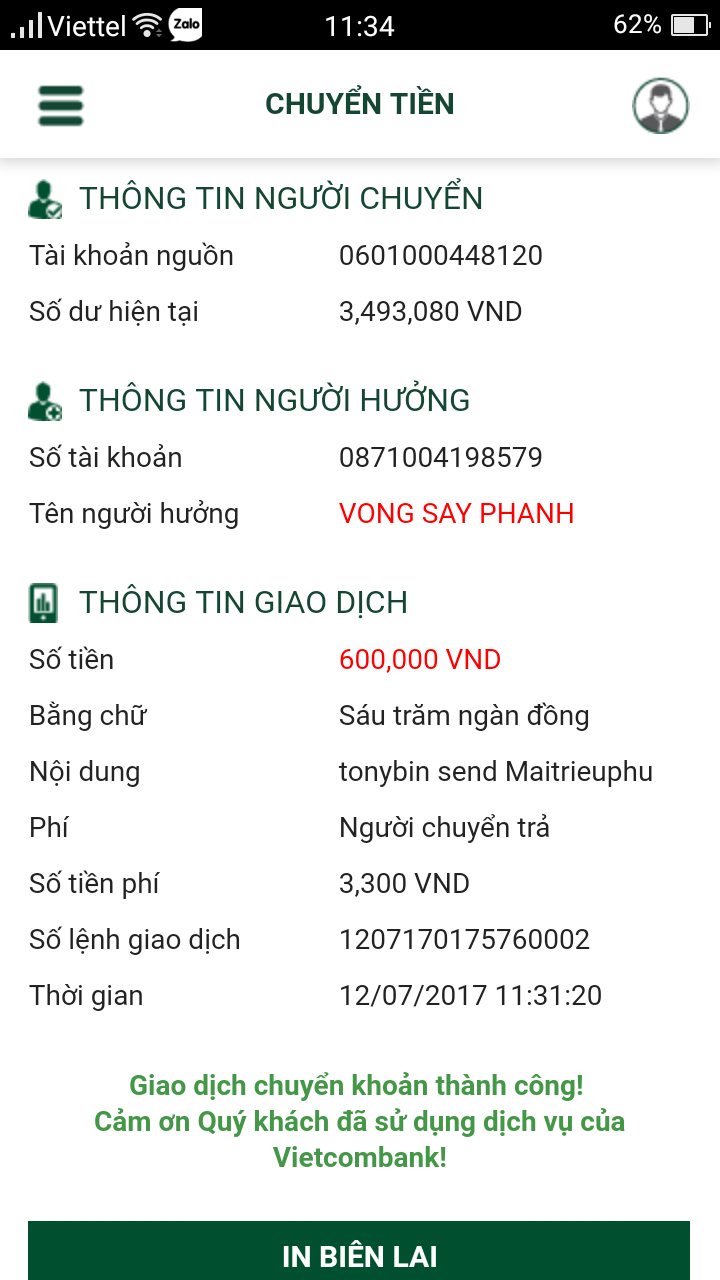 Viettel Zalo 11:34 62%
CHUYỂN TIỀN
THÔNG TIN NGƯỜI CHUYỂN
Tài khoản nguồn 0601000448120
Số dư hiện tại 3,493,080 VND
THÔNG TIN NGƯỜI HƯỞNG
Số tài khoản 0871004198579
Tên người hưởng VONG SAY PHANH
THÔNG TIN GIAO DỊCH
Số tiền 600,000 VND
Bằng chữ Sáu trăm ngàn đồng
Nội dung tonybin send Maitrieuphu
Phí Người chuyển trả
Số tiền phí 3,300 VND
Số lệnh giao dịch 1207170175760002
Thời gian 12/07/2017 11:31:20
Giao dịch chuyển khoản thành công!
Cảm ơn Quý khách đã sử dụng dịch vụ của
Vietcombank!
IN BIÊN LAI